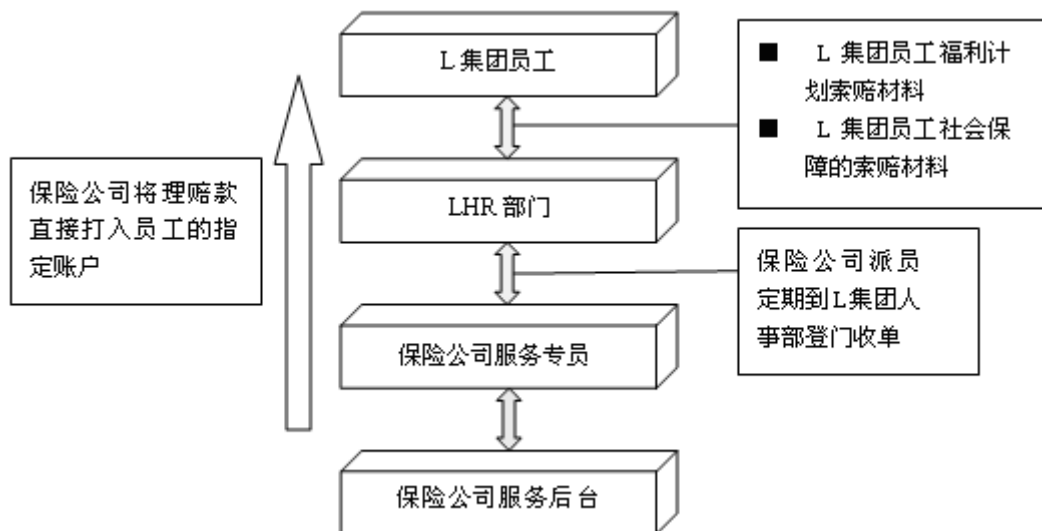 L 集团员工
■ L 集团员工福利计
划索赔材料
■ L 集团员工社会保
障的索赔材料
保险公司将理赔款
直接打入员工的指
定账户
LHR 部门
保险公司派员
定期到L集团人
事部登门收单
保险公司服务专员
保险公司服务后台